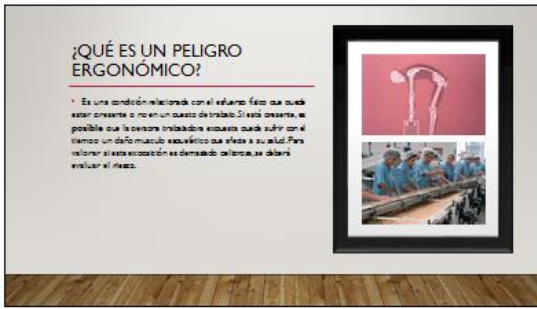 ¿QUÉ ES UN PELIGRO
ERGONÓMICO?
• Es una condición relacionada con el esfuerzo físico que puede
estar presente o no en un puesto de trabajo. Si está presente, es
posible que la persona trabajadora expuesta pueda sufrir con el
tiempo un daño musculo esquelético que afecte a su salud. Para
valorar si esta exposición es demasiado peligrosa, se deberá
evaluar el riesgo.